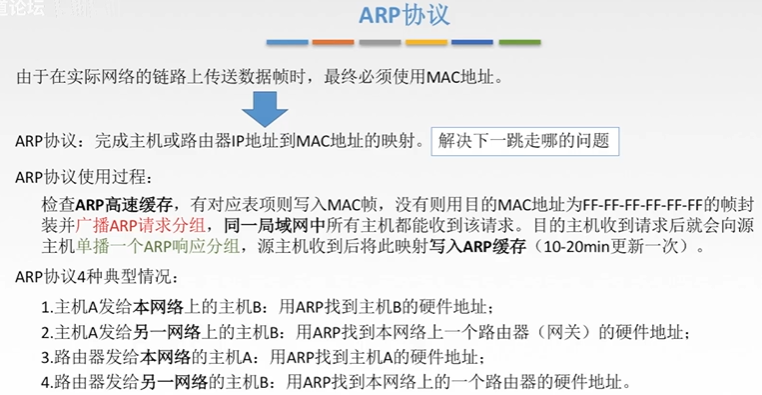 道论坛
ARP协议
由于在实际网络的链路上传送数据帧时，最终必须使用MAC地址。
ARP协议：完成主机或路由器IP地址到MAC地址的映射。 解决下一跳走哪的问题
ARP协议使用过程：
检查ARP高速缓存，有对应表项则写入MAC帧，没有则用目的MAC地址为FF-FF-FF-FF-FF-FF的帧封
装并广播ARP请求分组，同一局域网中所有主机都能收到该请求。目的主机收到请求后就会向源
主机单播一个ARP响应分组，源主机收到后将此映射写入ARP缓存（10-20min更新一次）。
ARP协议4种典型情况：
1.主机A发给本网络上的主机B：用ARP找到主机B的硬件地址；
2.主机A发给另一网络上的主机B：用ARP找到本网络上一个路由器（网关）的硬件地址；
3.路由器发给本网络的主机A：用ARP找到主机A的硬件地址；
4.路由器发给另一网络的主机B：用ARP找到本网络上的一个路由器的硬件地址。